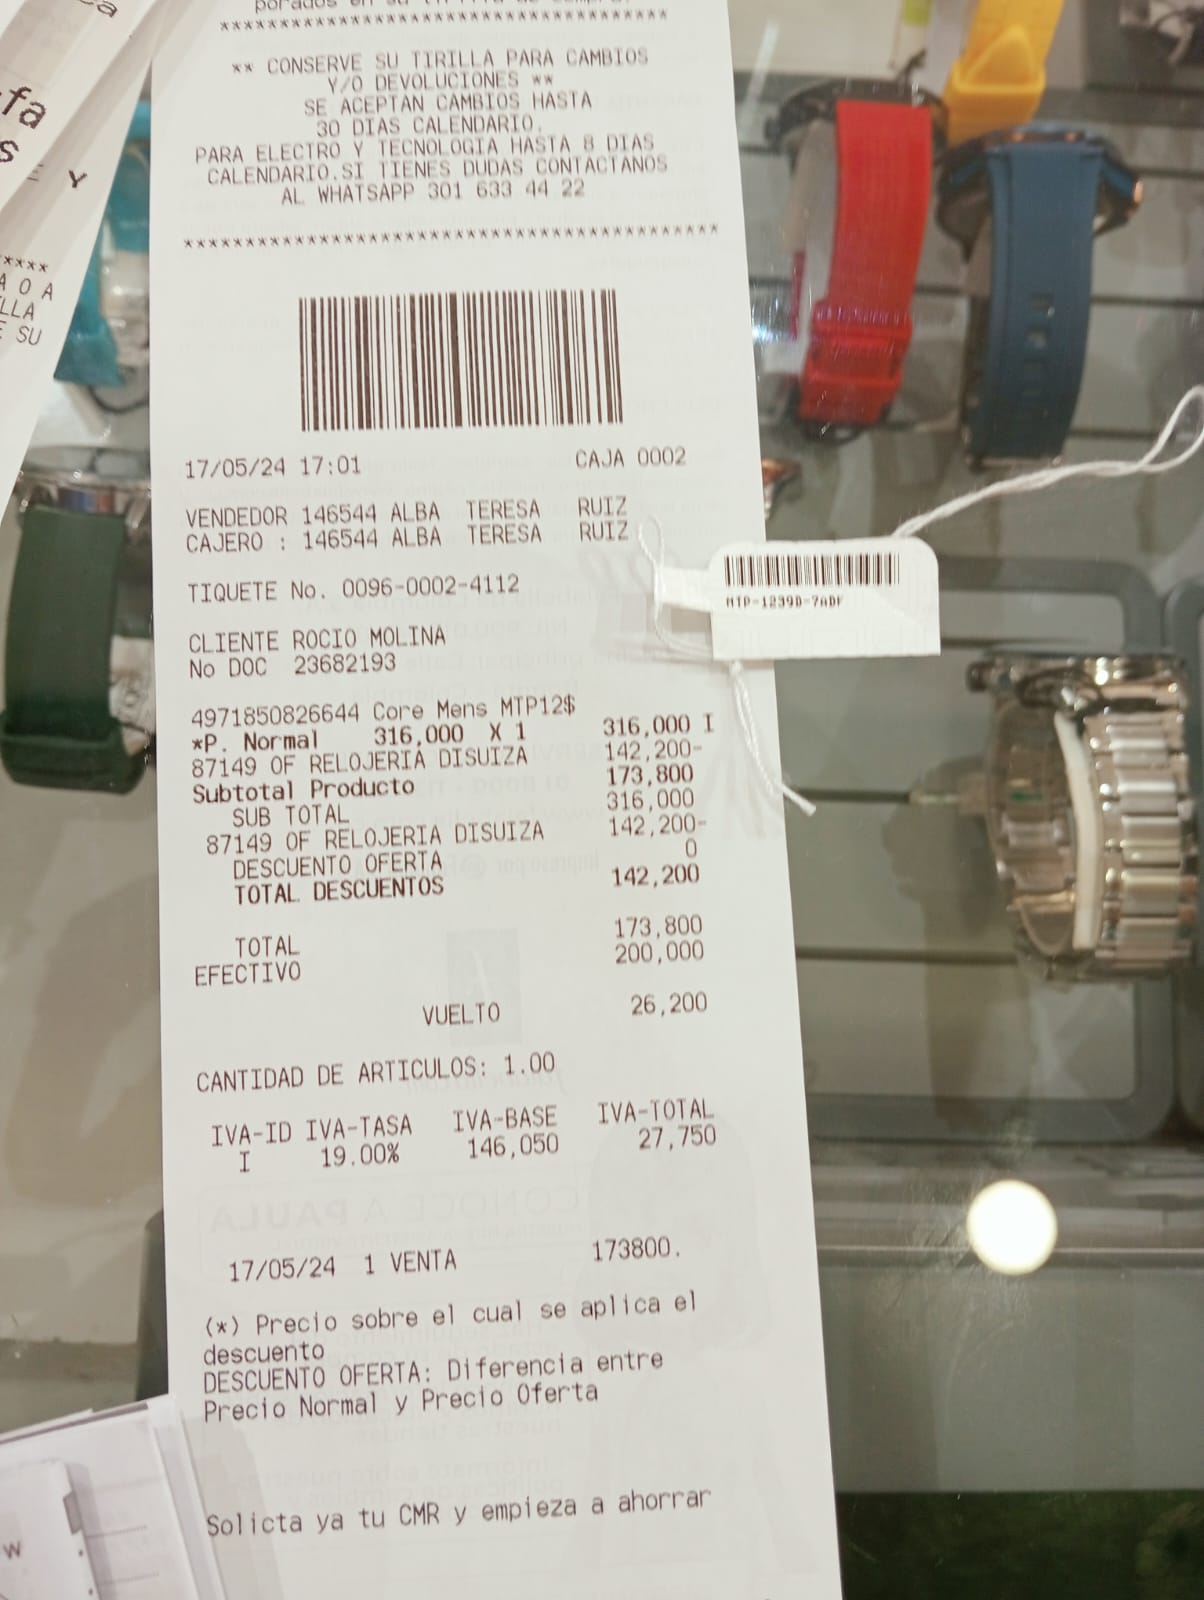 ** CONSERVE SU TIRILLA PARA CAMBIOS
Y/O DEVOLUCIONES **
SE ACEPTAN CAMBIOS HASTA
30 DIAS CALENDARIO.
PARA ELECTRO Y TECNOLOGIA HASTA 8 DIAS
CALENDARIO.SI TIENES DUDAS CONTACTANOS
AL WHATSAPP 301 633 44 22
17/05/24 17:01 CAJA 0002
VENDEDOR 146544 ALBA TERESA RUIZ
CAJERO : 146544 ALBA TERESA RUIZ
TIQUETE No. 0096-0002-4112
CLIENTE ROCIO MOLINA
No DOC 23682193
4971850826644 Core Mens MTP12$
*P. Normal 316,000 X 1 316,000 I
87149 OF RELOJERIA DISUIZA 142,200-
Subtotal Producto 173,800
SUB TOTAL 316,000
87149 OF RELOJERIA DISUIZA 142,200-
DESCUENTO OFERTA 0
TOTAL DESCUENTOS 142,200
TOTAL 173,800
EFECTIVO 200,000
VUELTO 26,200
CANTIDAD DE ARTICULOS: 1.00
IVA-ID IVA-TASA IVA-BASE IVA-TOTAL
I 19.00% 146,050 27,750
17/05/24 1 VENTA 173800.
(*) Precio sobre el cual se aplica el
descuento
DESCUENTO OFERTA: Diferencia entre
Precio Normal y Precio Oferta
Solicta ya tu CMR y empieza a ahorrar
MTP-1239D-7ADF